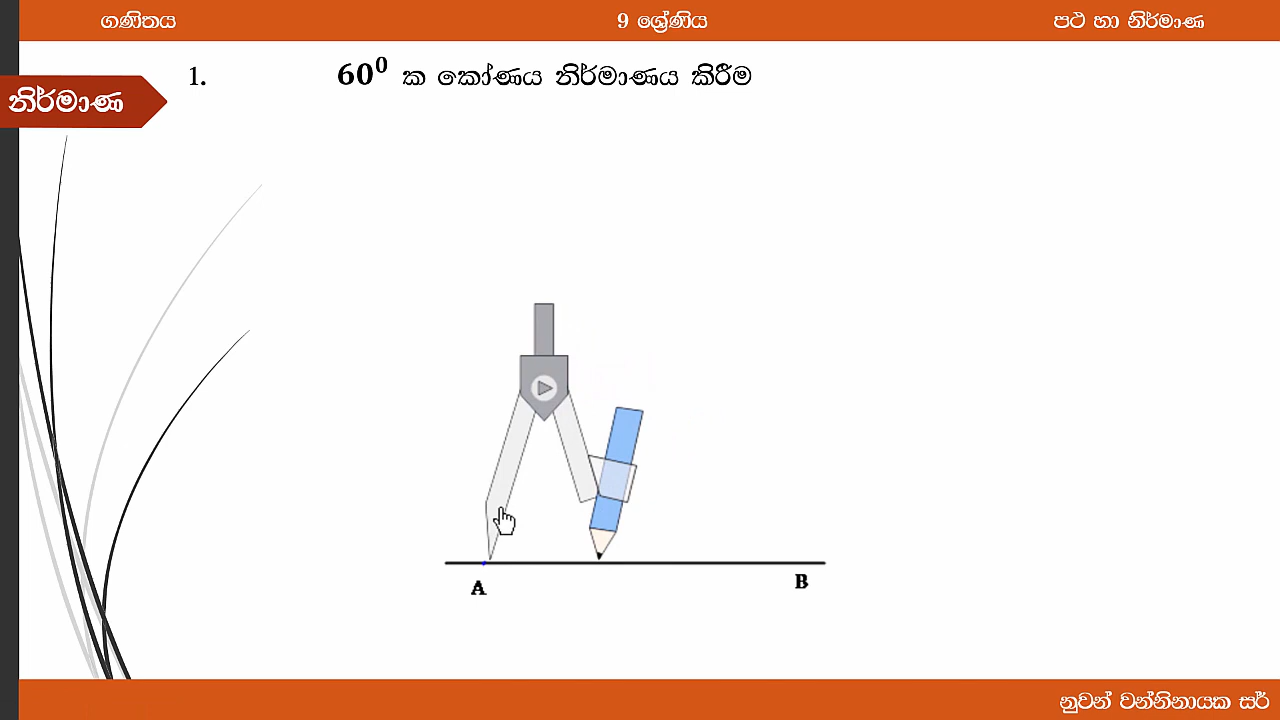 ගණිතය
9 ශ්‍රේණිය
පථ හා නිර්මාණ
නිර්මාණ
1. 60⁰ ක කෝණය නිර්මාණය කිරීම
A
B
නුවන් වන්නිනායක සර්